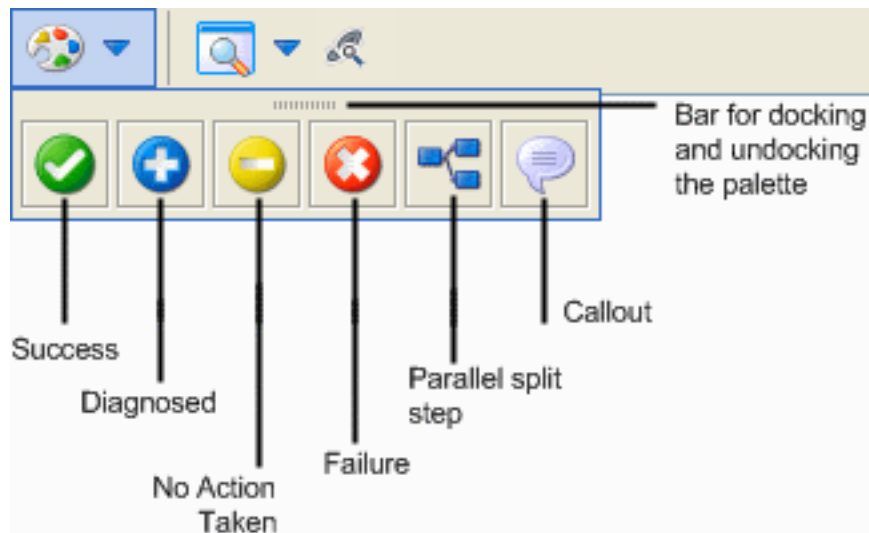 Bar for docking
and undocking
the palette
Success
Diagnosed
No Action
Taken
Failure
Parallel split
step
Callout